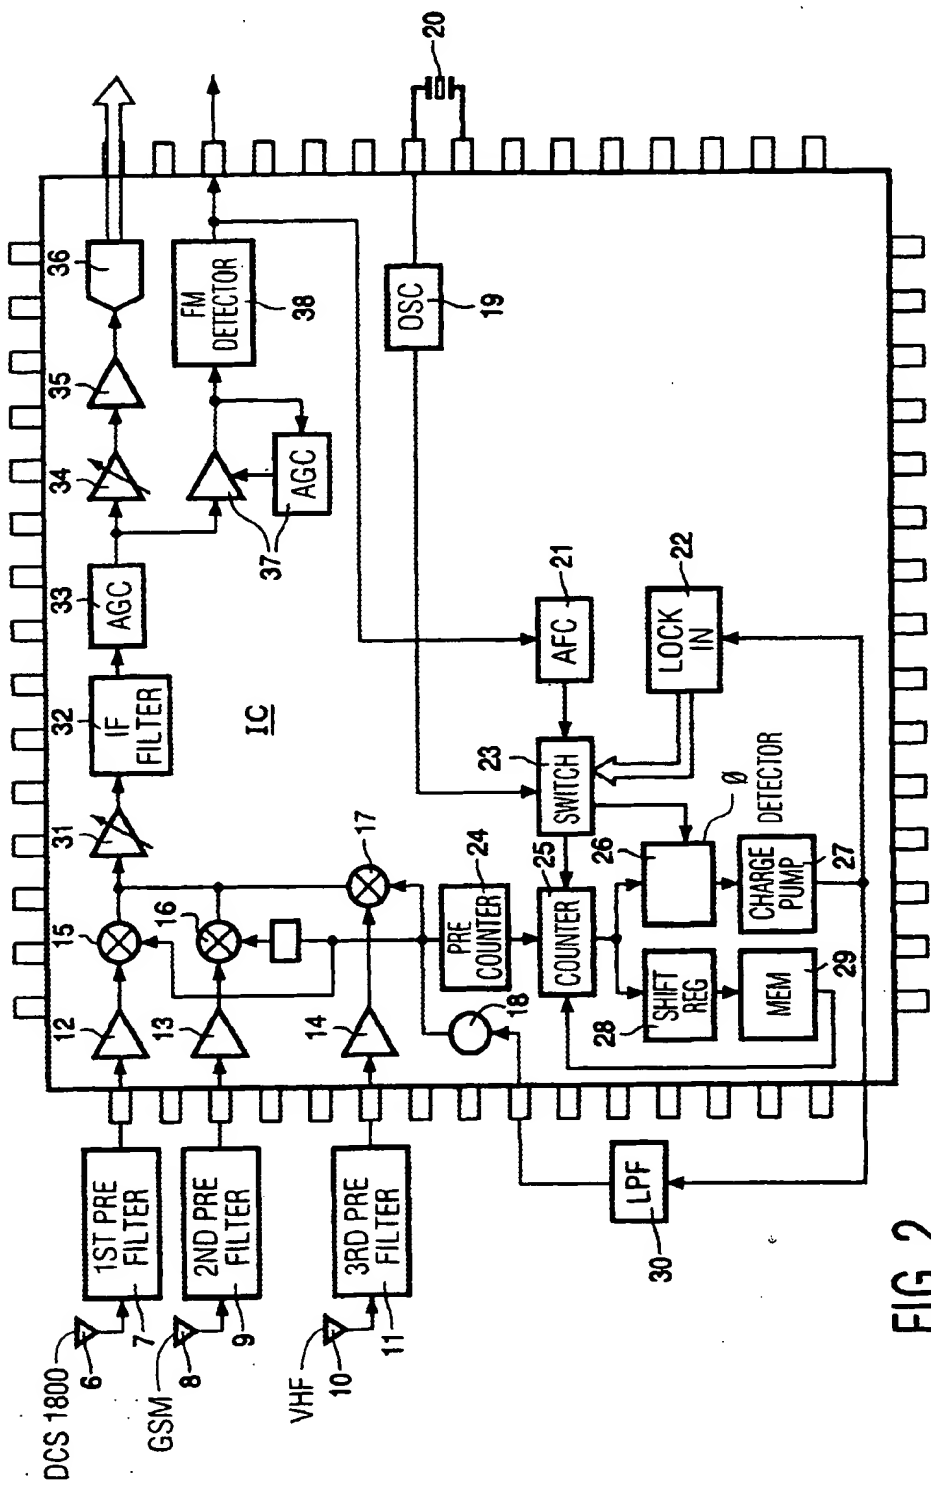 DCS 1800
6
1ST PRE
FILTER
7
GSM
8
2ND PRE
FILTER
9
VHF
10
3RD PRE
FILTER
11
12
13
14
15
16
17
18
31
IF
FILTER
32
AGC
33
34
35
36
37
AGC
FM
DETECTOR
38
IC
OSC
19
20
AFC
21
LOCK
IN
22
SWITCH
23
PRE
COUNTER
24
COUNTER
25
26
Ø
DETECTOR
CHARGE
PUMP
27
SHIFT
REG
28
MEM
29
LPF
30
FIG. 2